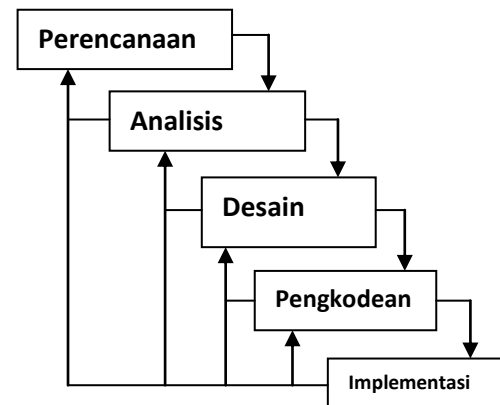 Perencanaan
Analisis
Desain
Pengkodean
Implementasi